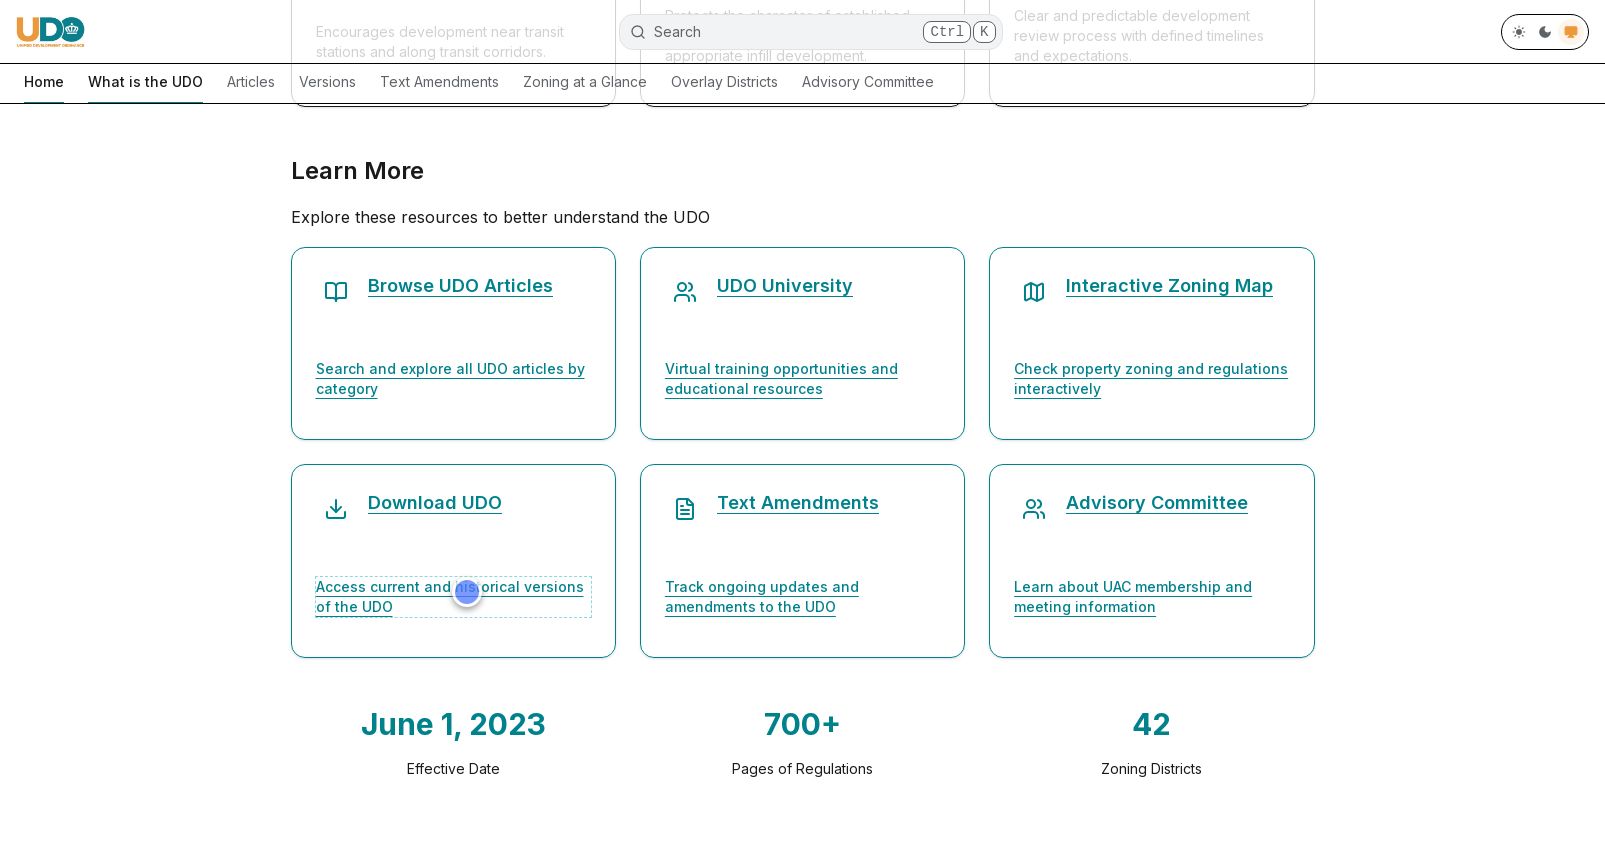 UDO
UNIFIED DEVELOPMENT ORDINANCE
Search
Ctrl K
Encourages development near transit
stations and along transit corridors.
Protects the character of established
appropriate infill development.
Clear and predictable development
review process with defined timelines
and expectations.
Home
What is the UDO
Articles
Versions
Text Amendments
Zoning at a Glance
Overlay Districts
Advisory Committee
Learn More
Explore these resources to better understand the UDO
Browse UDO Articles
Search and explore all UDO articles by
category
UDO University
Virtual training opportunities and
educational resources
Interactive Zoning Map
Check property zoning and regulations
interactively
Download UDO
Access current and historical versions
of the UDO
Text Amendments
Track ongoing updates and
amendments to the UDO
Advisory Committee
Learn about UAC membership and
meeting information
June 1, 2023
Effective Date
700+
Pages of Regulations
42
Zoning Districts